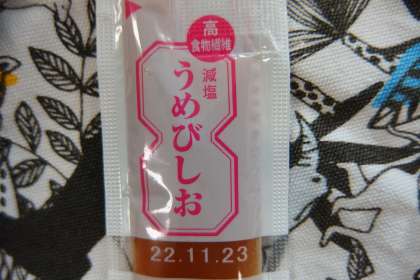 高
食物繊維
減塩
うめびしお
22.11.23